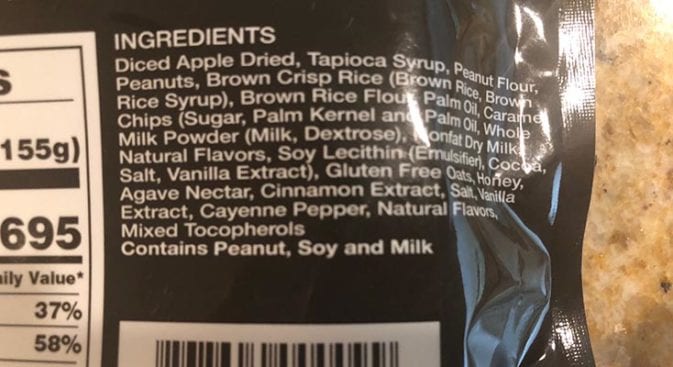 INGREDIENTS
Diced Apple Dried, Tapioca Syrup, Peanut Flour,
Peanuts, Brown Crisp Rice (Brown Rice, Brown
Rice Syrup), Brown Rice Flour, Palm Oil, Caramel
Chips (Sugar, Palm Kernel and Palm Oil, Whole
Milk Powder (Milk, Dextrose), Nonfat Dry Milk,
Natural Flavors, Soy Lecithin (Emulsifier), Cocoa,
Salt, Vanilla Extract), Gluten Free Oats, Honey,
Agave Nectar, Cinnamon Extract, Salt, Vanilla
Extract, Cayenne Pepper, Natural Flavors,
Mixed Tocopherols
Contains Peanut, Soy and Milk
s
155g)
695
aily Value*
37%
58%